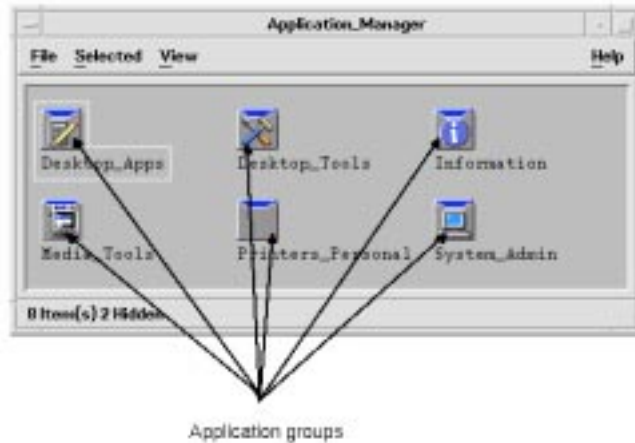 Application_Manager
File Selected View Help
Desktop_Apps Desktop_Tools Information
Media_Tools Printers_Personal System_Admin
8 Item(s) 2 Hidden
Application groups